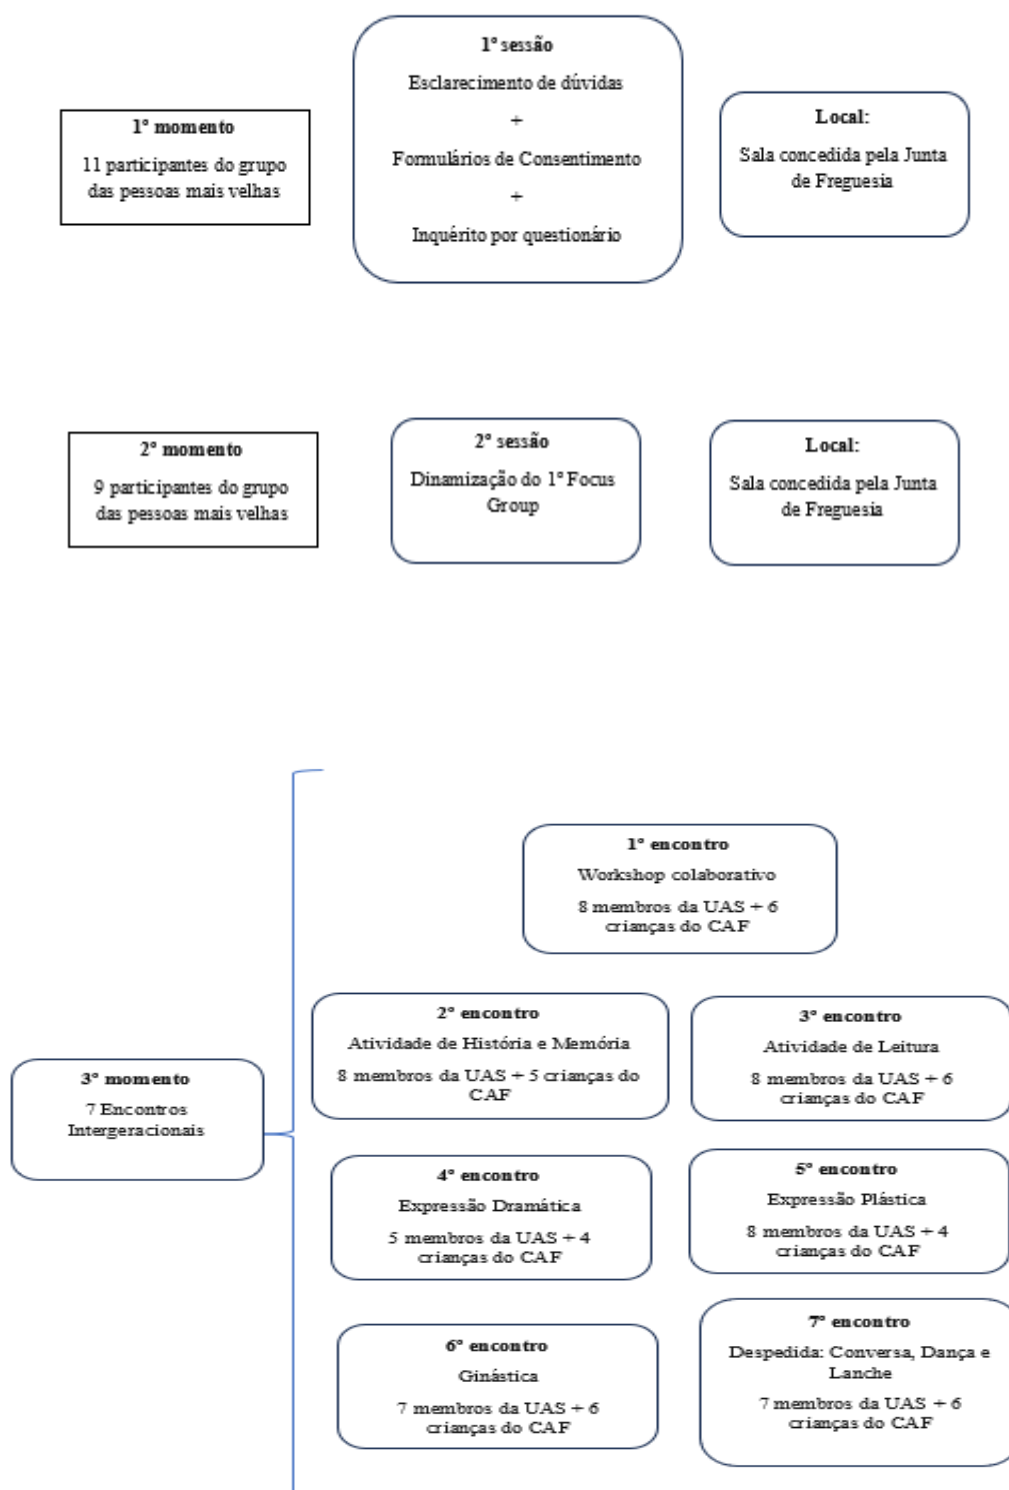 1º momento
11 participantes do grupo
das pessoas mais velhas
1º sessão
Esclarecimento de dúvidas
+
Formulários de Consentimento
+
Inquérito por questionário
Local:
Sala concedida pela Junta
de Freguesia
2º momento
9 participantes do grupo
das pessoas mais velhas
2º sessão
Dinamização do 1º Focus
Group
Local:
Sala concedida pela Junta
de Freguesia
3º momento
7 Encontros
Intergeracionais
1º encontro
Workshop colaborativo
8 membros da UAS + 6
crianças do CAF
2º encontro
Atividade de História e Memória
8 membros da UAS + 5 crianças do
CAF
3º encontro
Atividade de Leitura
8 membros da UAS + 6
crianças do CAF
4º encontro
Expressão Dramática
5 membros da UAS + 4
crianças do CAF
5º encontro
Expressão Plástica
8 membros da UAS + 4
crianças do CAF
6º encontro
Ginástica
7 membros da UAS + 6
crianças do CAF
7º encontro
Despedida: Conversa, Dança e
Lanche
7 membros da UAS + 6
crianças do CAF